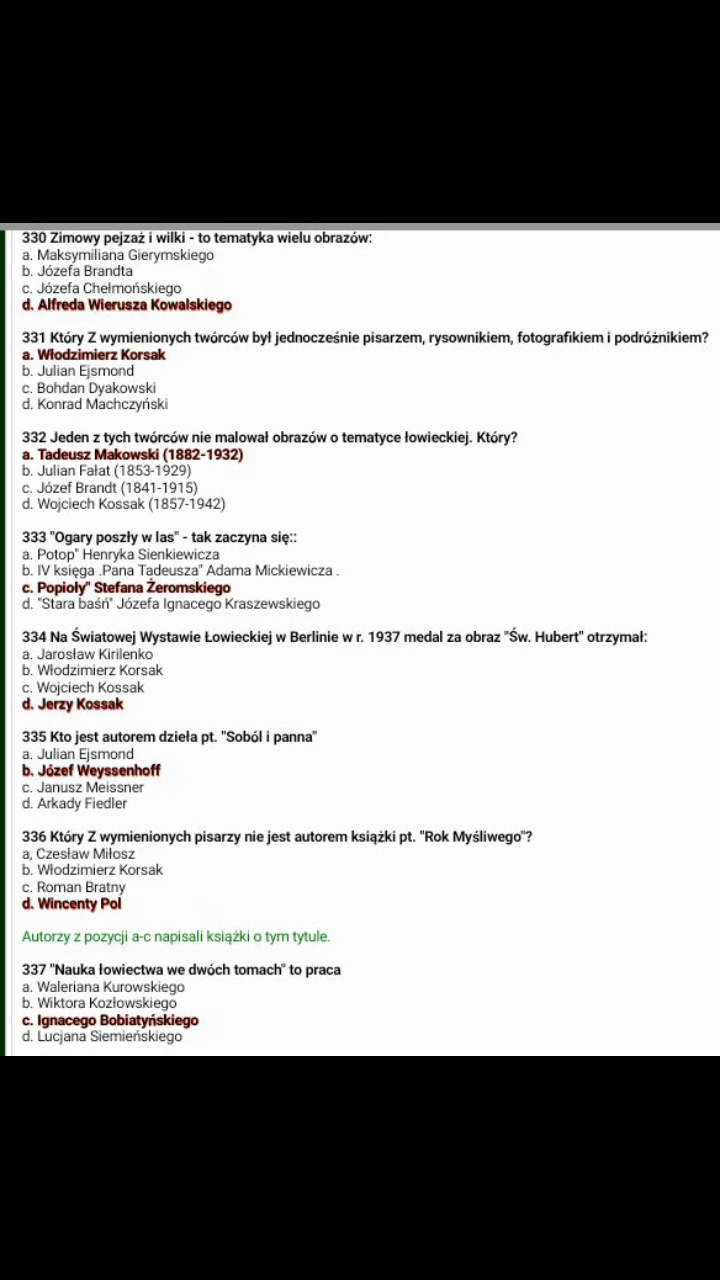 330 Zimowy pejzaż i wilki - to tematyka wielu obrazów:
a. Maksymiliana Gierymskiego
b. Józefa Brandta
c. Józefa Chełmońskiego
d. Alfreda Wierusza Kowalskiego
331 Który Z wymienionych twórców był jednocześnie pisarzem, rysownikiem, fotografikiem i podróżnikiem?
a. Włodzimierz Korsak
b. Julian Ejsmond
c. Bohdan Dyakowski
d. Konrad Machczyński
332 Jeden z tych twórców nie malował obrazów o tematyce łowieckiej. Który?
a. Tadeusz Makowski (1882-1932)
b. Julian Fałat (1853-1929)
c. Józef Brandt (1841-1915)
d. Wojciech Kossak (1857-1942)
333 "Ogary poszły w las" - tak zaczyna się::
a. Potop" Henryka Sienkiewicza
b. IV księga .Pana Tadeusza" Adama Mickiewicza .
c. Popioły" Stefana Żeromskiego
d. "Stara baśń" Józefa Ignacego Kraszewskiego
334 Na Światowej Wystawie Łowieckiej w Berlinie w r. 1937 medal za obraz "Św. Hubert" otrzymał:
a. Jarosław Kirilenko
b. Włodzimierz Korsak
c. Wojciech Kossak
d. Jerzy Kossak
335 Kto jest autorem dzieła pt. "Soból i panna"
a. Julian Ejsmond
b. Józef Weyssenhoff
c. Janusz Meissner
d. Arkady Fiedler
336 Który Z wymienionych pisarzy nie jest autorem książki pt. "Rok Myśliwego"?
a, Czesław Miłosz
b. Włodzimierz Korsak
c. Roman Bratny
d. Wincenty Pol
Autorzy z pozycji a-c napisali książki o tym tytule.
337 "Nauka łowiectwa we dwóch tomach" to praca
a. Waleriana Kurowskiego
b. Wiktora Kozłowskiego
c. Ignacego Bobiatyńskiego
d. Lucjana Siemieńskiego